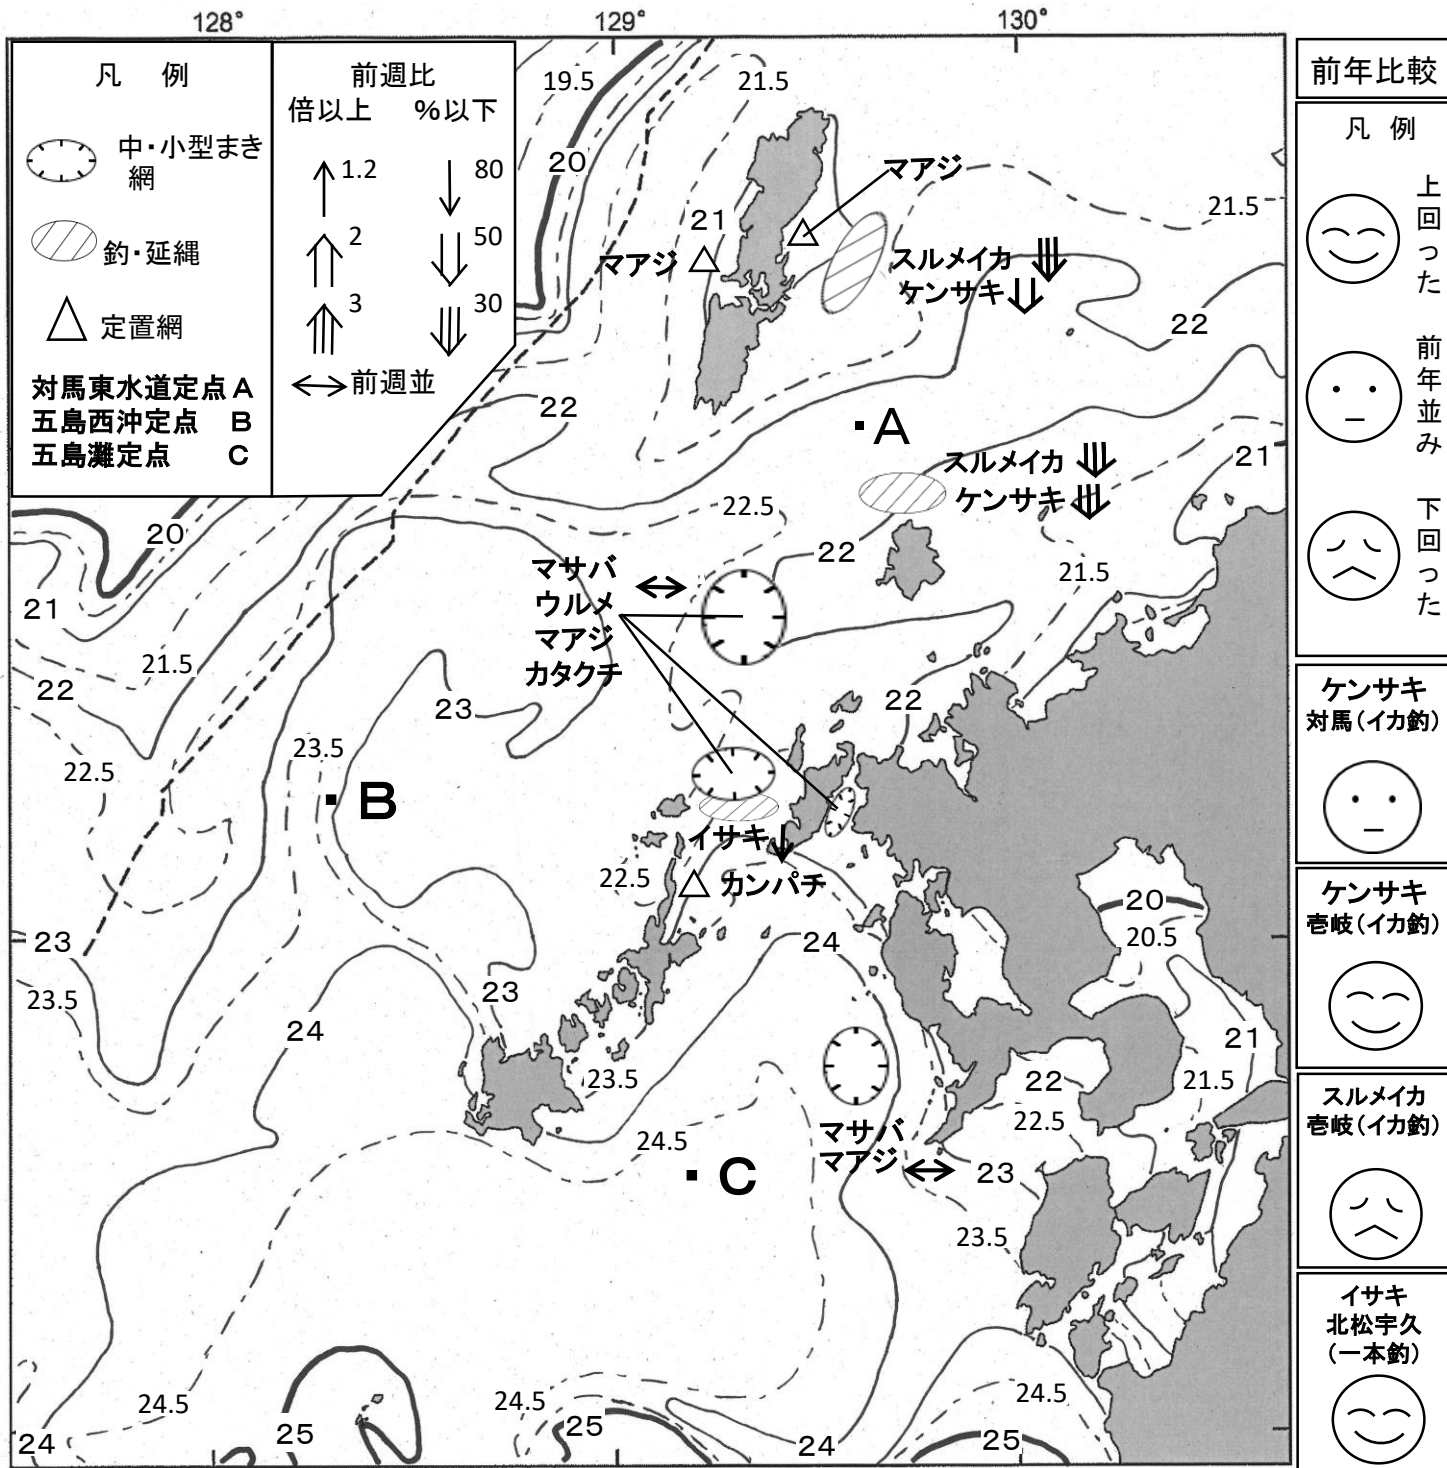 128°
129°
130°
凡 例
中・小型まき
網
釣・延縄
定置網
対馬東水道定点 A
五島西沖定点 B
五島灘定点 C
前週比
倍以上 %以下
1.2 80
2 50
3 30
前週並
前年比較
凡 例
上回った
前年並み
下回った
ケンサキ
対馬(イカ釣)
ケンサキ
壱岐(イカ釣)
スルメイカ
壱岐(イカ釣)
イサキ
北松宇久
(一本釣)
19.5
21.5
20
マアジ
21
21.5
マアジ
スルメイカ
ケンサキ
22
22
A
スルメイカ
21
ケンサキ
22.5
20
22
マサバ
ウルメ
マアジ
カタクチ
21.5
21
21.5
22
23
22
23.5
22.5
B
イサキ
22.5
カンパチ
20
20.5
23
24
23.5
23
24
21
23.5
22
21.5
22.5
24.5
マサバ
マアジ
C
23
23.5
24.5
24.5
24.5
25
25
24
24
25